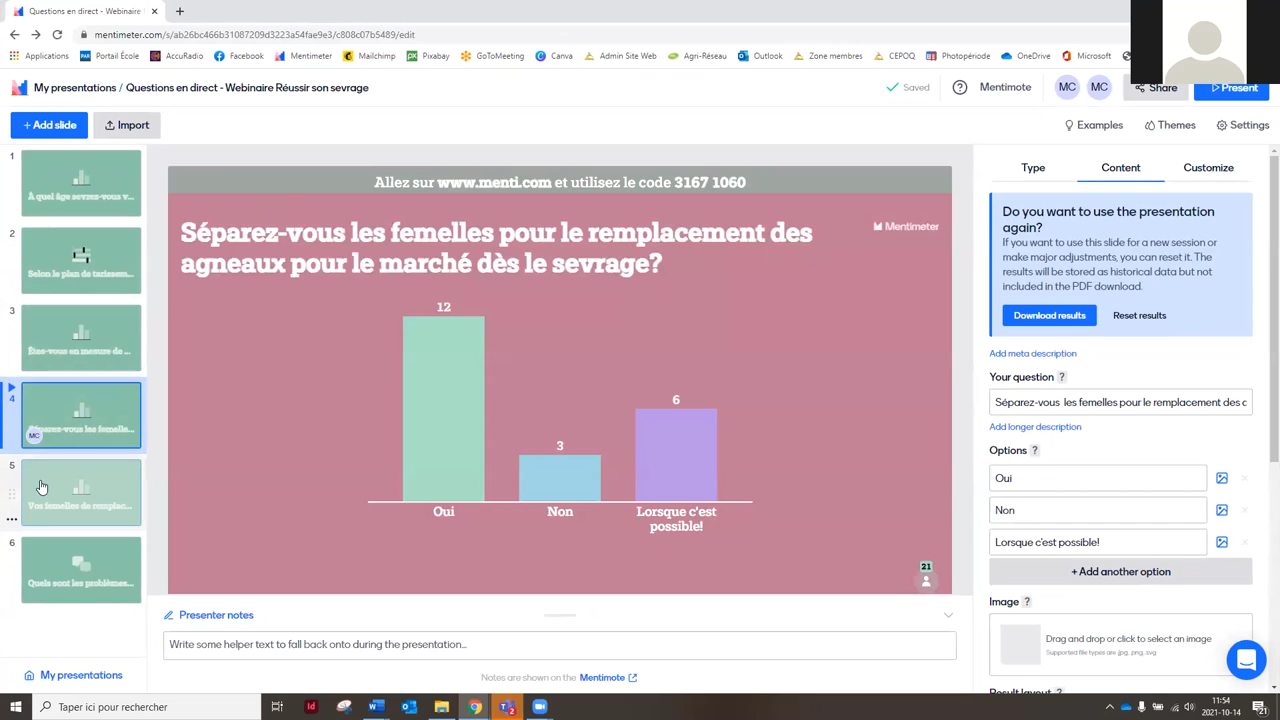 Questions en direct - Webinaire
mentimeter.com/s/ab26bc466b31087209d3223a54fae9e3/c808c07b5489/edit
Applications
Portail École
AccuRadio
Facebook
Mentimeter
Mailchimp
Pixabay
GoToMeeting
Canva
Admin Site Web
Agri-Réseau
Outlook
Zone membres
CEPOQ
Photopériode
OneDrive
Microsoft
My presentations / Questions en direct - Webinaire Réussir son sevrage
Saved
Mentimote
MC
MC
Share
Present
+ Add slide
Import
Examples
Themes
Settings
1
À quel âge sevrez-vous v...
2
Selon le plan de tarissem...
3
Êtes-vous en mesure de ...
4
Séparez-vous les femelle...
MC
5
Vos femelles de remplac...
6
Quels sont les problèmes...
My presentations
Allez sur www.menti.com et utilisez le code 3167 1060
Séparez-vous les femelles pour le remplacement des
agneaux pour le marché dès le sevrage?
Mentimeter
12
3
6
Oui
Non
Lorsque c'est
possible!
21
Presenter notes
Write some helper text to fall back onto during the presentation...
Notes are shown on the Mentimote
Type
Content
Customize
Do you want to use the presentation
again?
If you want to use this slide for a new session or
make major adjustments, you can reset it. The
results will be stored as historical data but not
included in the PDF download.
Download results
Reset results
Add meta description
Your question ?
Séparez-vous les femelles pour le remplacement des c
Add longer description
Options ?
Oui
Non
Lorsque c'est possible!
+ Add another option
Image ?
Drag and drop or click to select an image
Supported file types are .jpg, .png, .svg
Result layout ?
Taper ici pour rechercher
11:54
2021-10-14